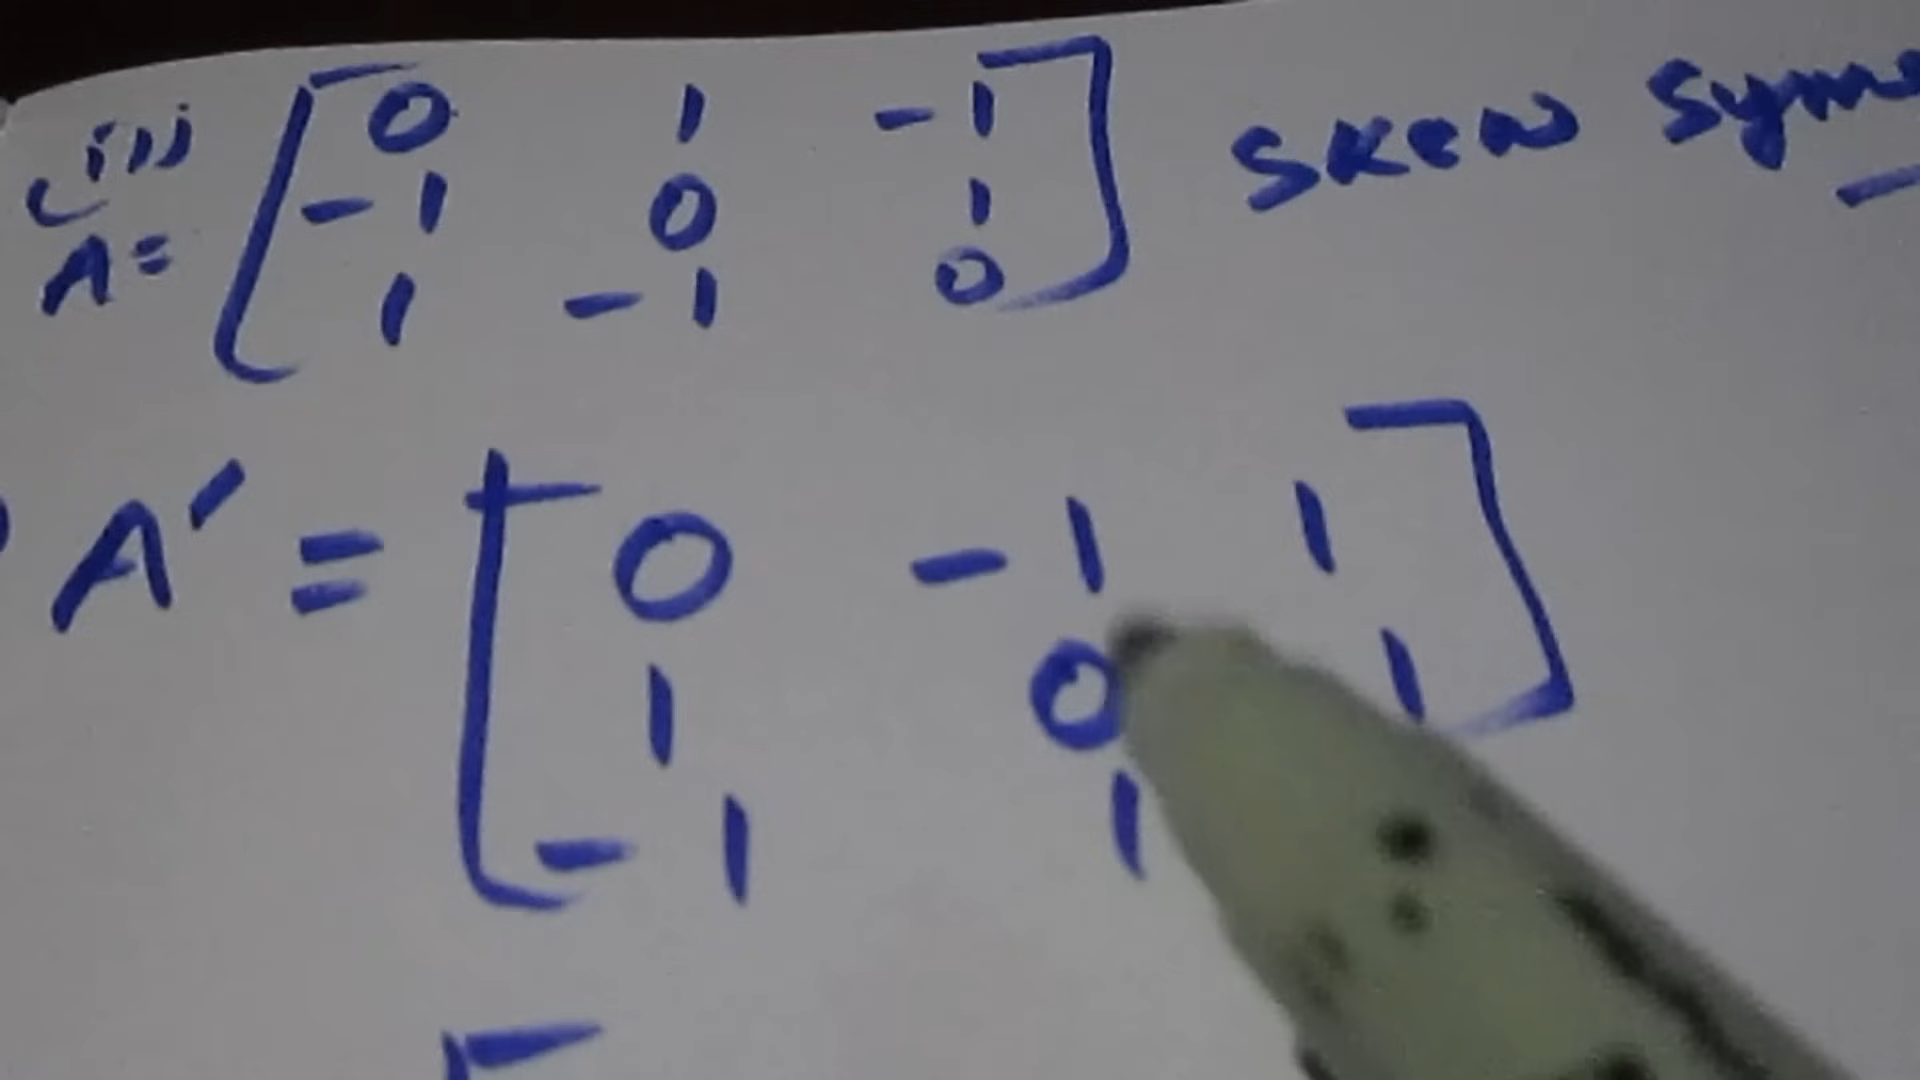 (iii)
A = [ 0 1 -1 Skew
-1 0 1
1 -1 0 ]
A' = [ 0 -1 1
1 0 1
-1 1 ]